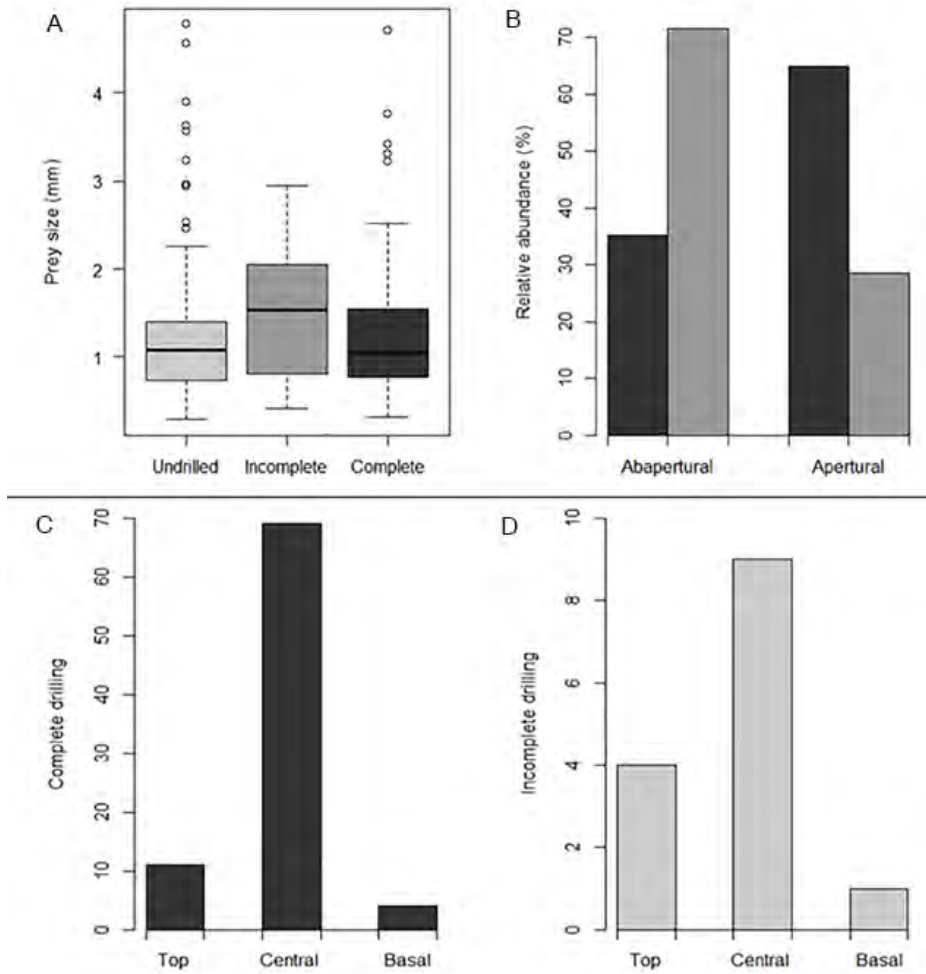 A
Prey size (mm)
4
3
2
1
Undrilled Incomplete Complete
B
Relative abundance (%)
70
60
50
40
30
20
10
0
Abapertural Apertural
C
Complete drilling
70
60
50
40
30
20
10
0
Top Central Basal
D
Incomplete drilling
10
8
6
4
2
0
Top Central Basal